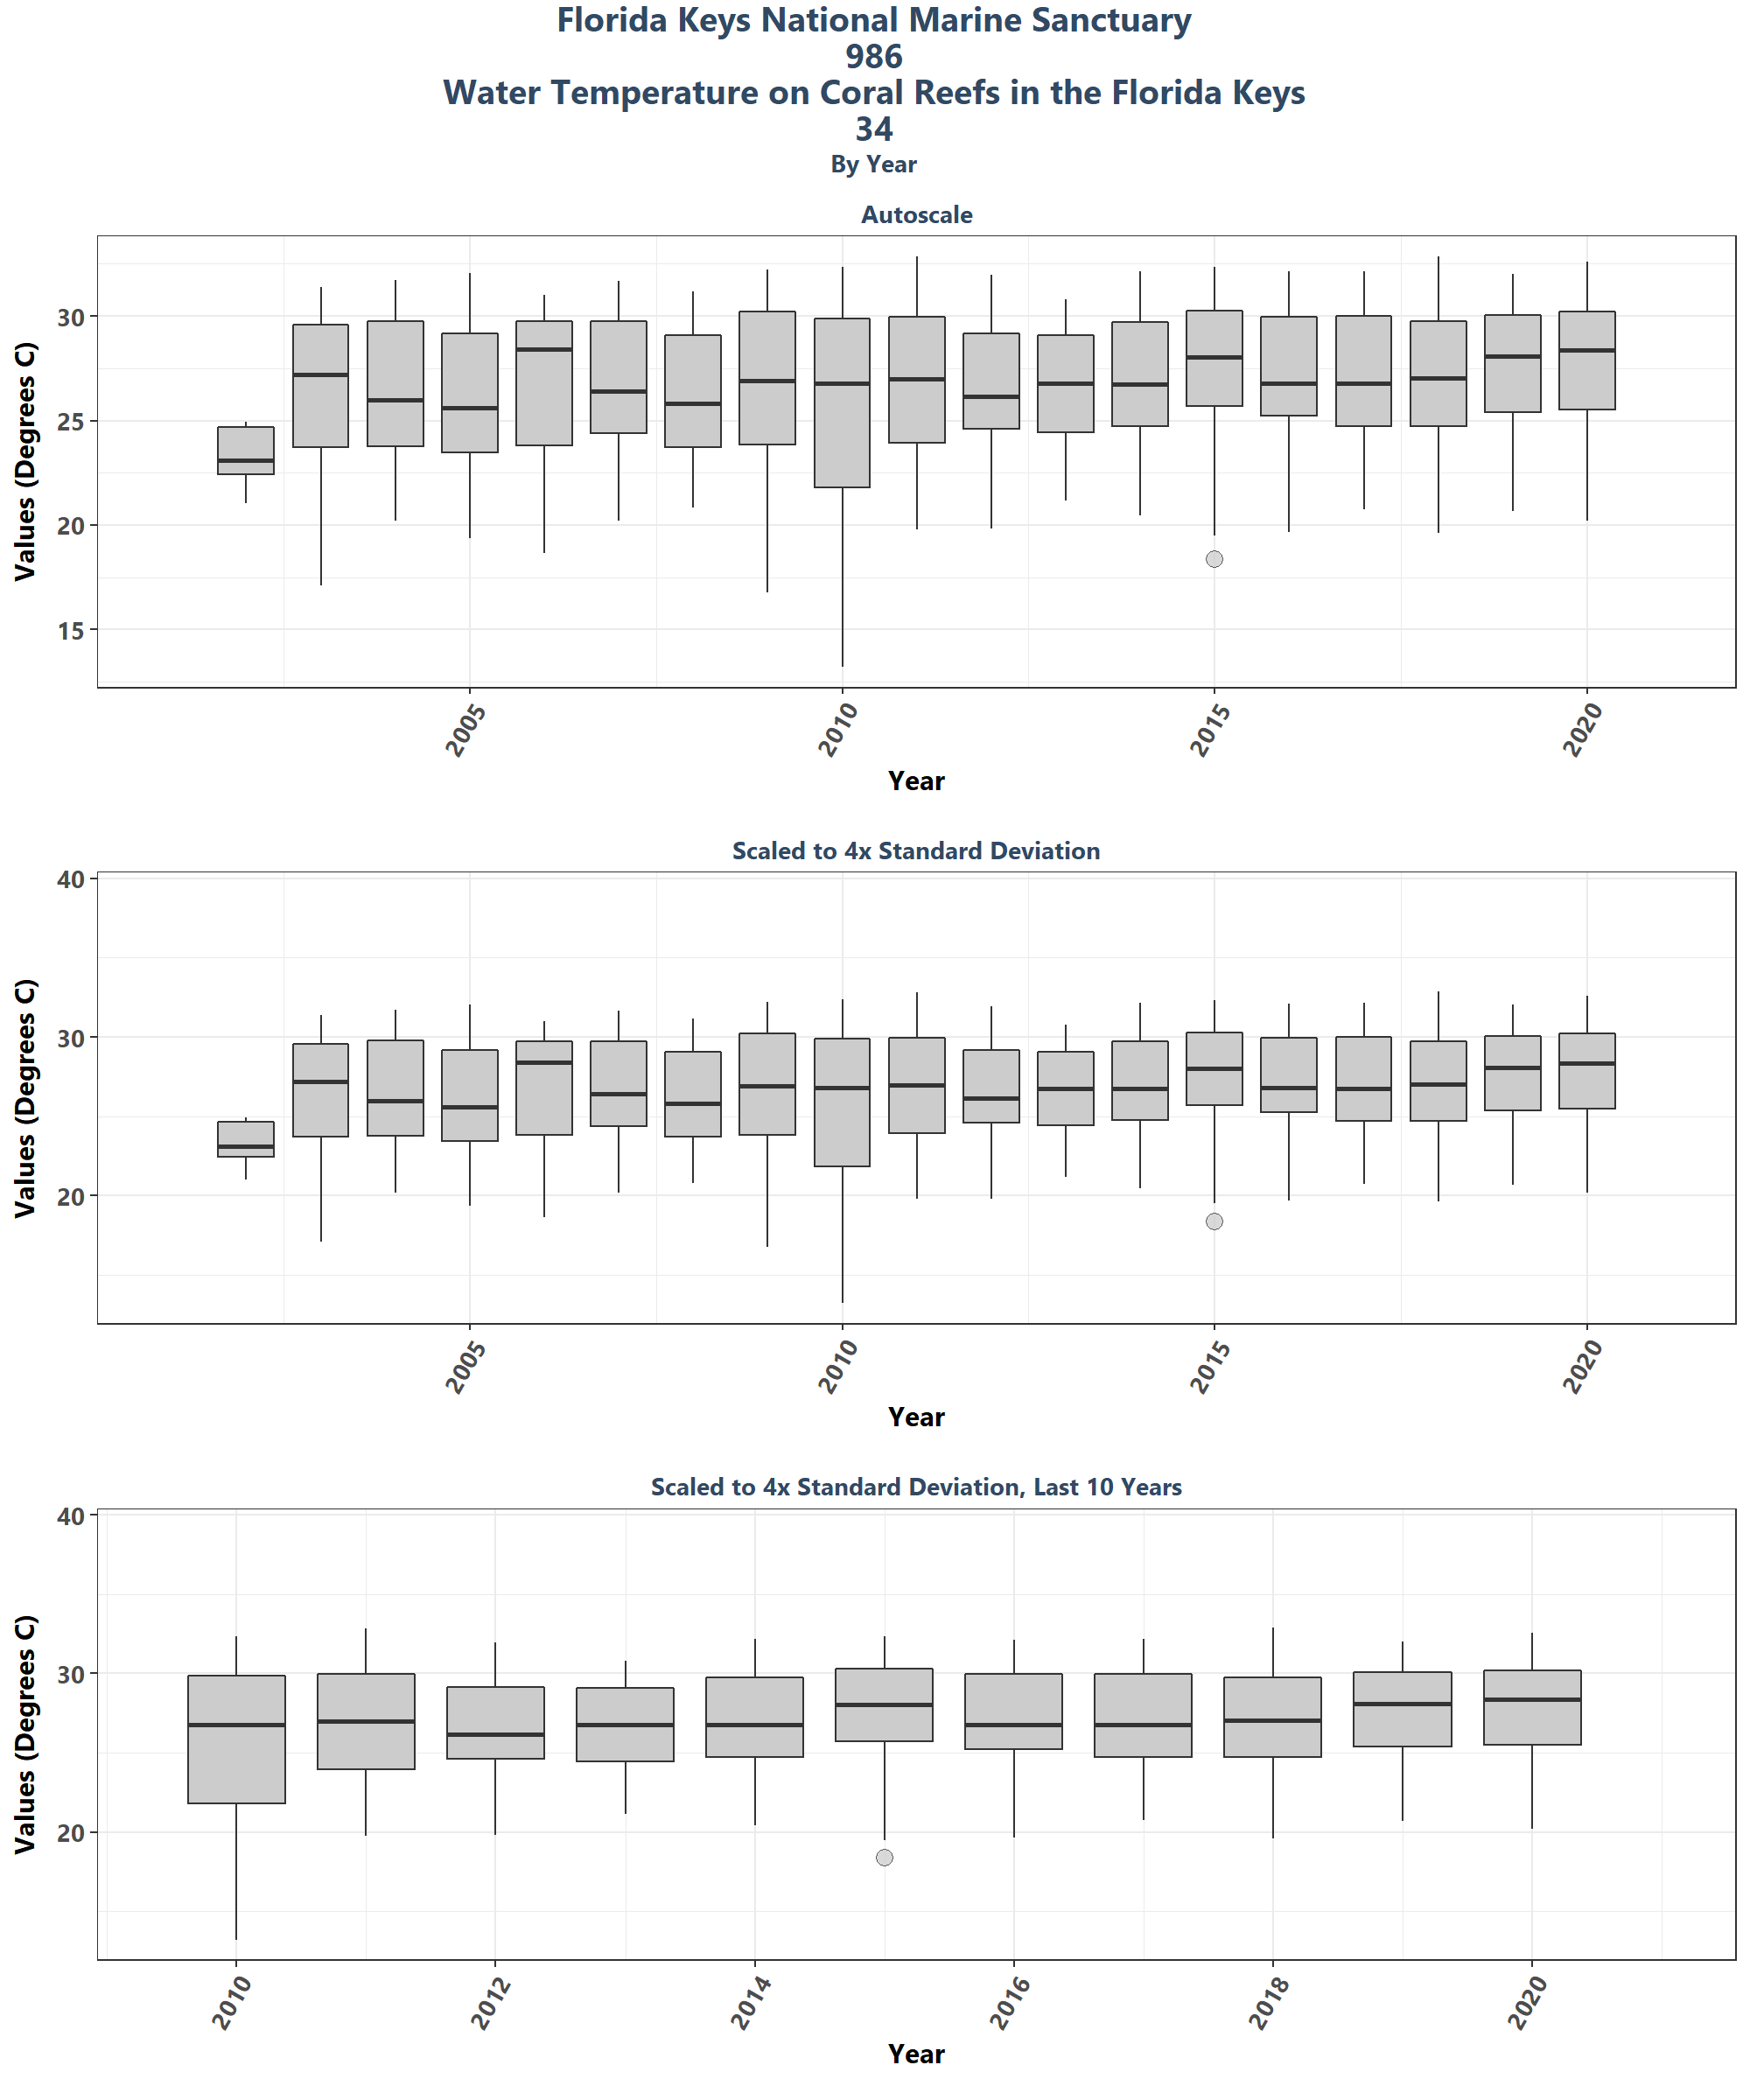 Florida Keys National Marine Sanctuary
986
Water Temperature on Coral Reefs in the Florida Keys
34
By Year
Autoscale
Values (Degrees C)
30
25
20
15
2005
2010
2015
2020
Year
Scaled to 4x Standard Deviation
Values (Degrees C)
40
30
20
2005
2010
2015
2020
Year
Scaled to 4x Standard Deviation, Last 10 Years
Values (Degrees C)
40
30
20
2010
2012
2014
2016
2018
2020
Year